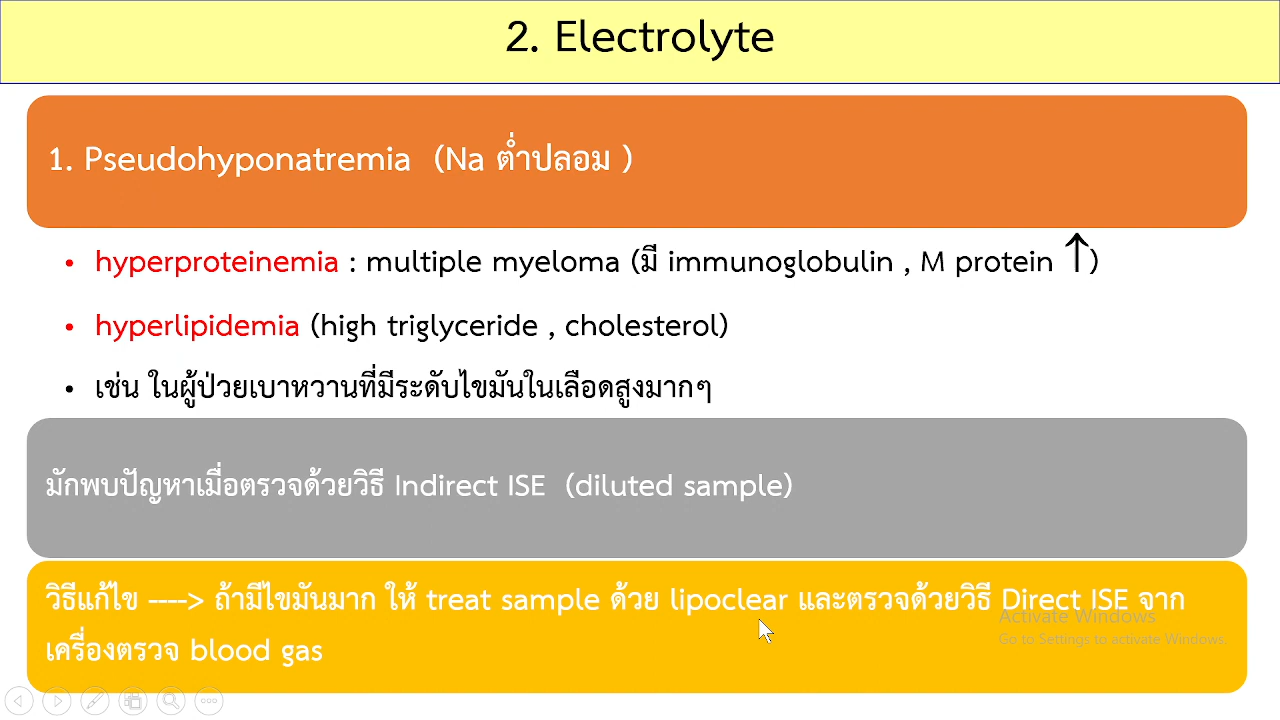 2. Electrolyte
1. Pseudohyponatremia (Na ต่ำปลอม )
• hyperproteinemia : multiple myeloma (มี immunoglobulin , M protein ↑)
• hyperlipidemia (high triglyceride , cholesterol)
• เช่น ในผู้ป่วยเบาหวานที่มีระดับไขมันในเลือดสูงมากๆ
มักพบปัญหาเมื่อตรวจด้วยวิธี Indirect ISE (diluted sample)
วิธีแก้ไข ----> ถ้ามีไขมันมาก ให้ treat sample ด้วย lipoclear และตรวจด้วยวิธี Direct ISE จาก
เครื่องตรวจ blood gas
Activate Windows
Go to Settings to activate Windows.